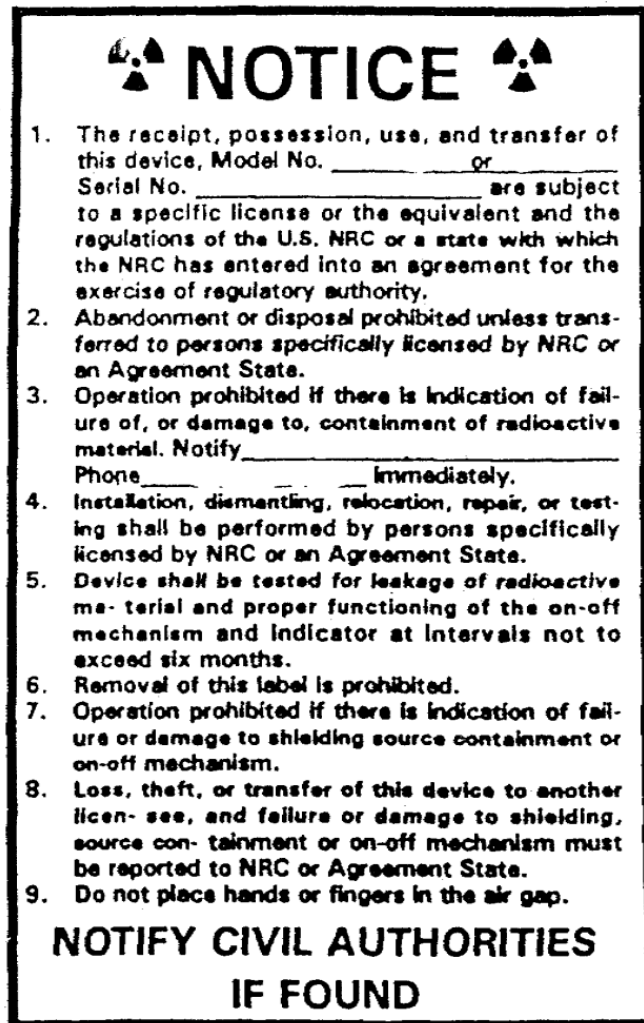 NOTICE
1. The receipt, possession, use, and transfer of
this device, Model No. ________ or ________
Serial No. ________________ are subject
to a specific license or the equivalent and the
regulations of the U.S. NRC or a state with which
the NRC has entered into an agreement for the
exercise of regulatory authority.
2. Abandonment or disposal prohibited unless trans-
ferred to persons specifically licensed by NRC or
an Agreement State.
3. Operation prohibited if there is indication of fail-
ure of, or damage to, containment of radioactive
material. Notify________________
Phone________________ immediately.
4. Installation, dismantling, relocation, repair, or test-
ing shall be performed by persons specifically
licensed by NRC or an Agreement State.
5. Device shall be tested for leakage of radioactive
ma- terial and proper functioning of the on-off
mechanism and indicator at intervals not to
exceed six months.
6. Removal of this label is prohibited.
7. Operation prohibited if there is indication of fail-
ure or damage to shielding source containment or
on-off mechanism.
8. Loss, theft, or transfer of this device to another
licen- see, and failure or damage to shielding,
source con- tainment or on-off mechanism must
be reported to NRC or Agreement State.
9. Do not place hands or fingers in the air gap.
NOTIFY CIVIL AUTHORITIES
IF FOUND